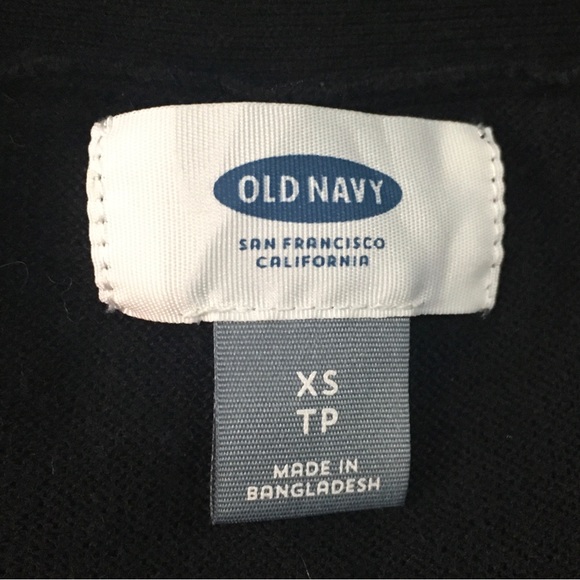 OLD NAVY
SAN FRANCISCO
CALIFORNIA
XS
TP
MADE IN
BANGLADESH